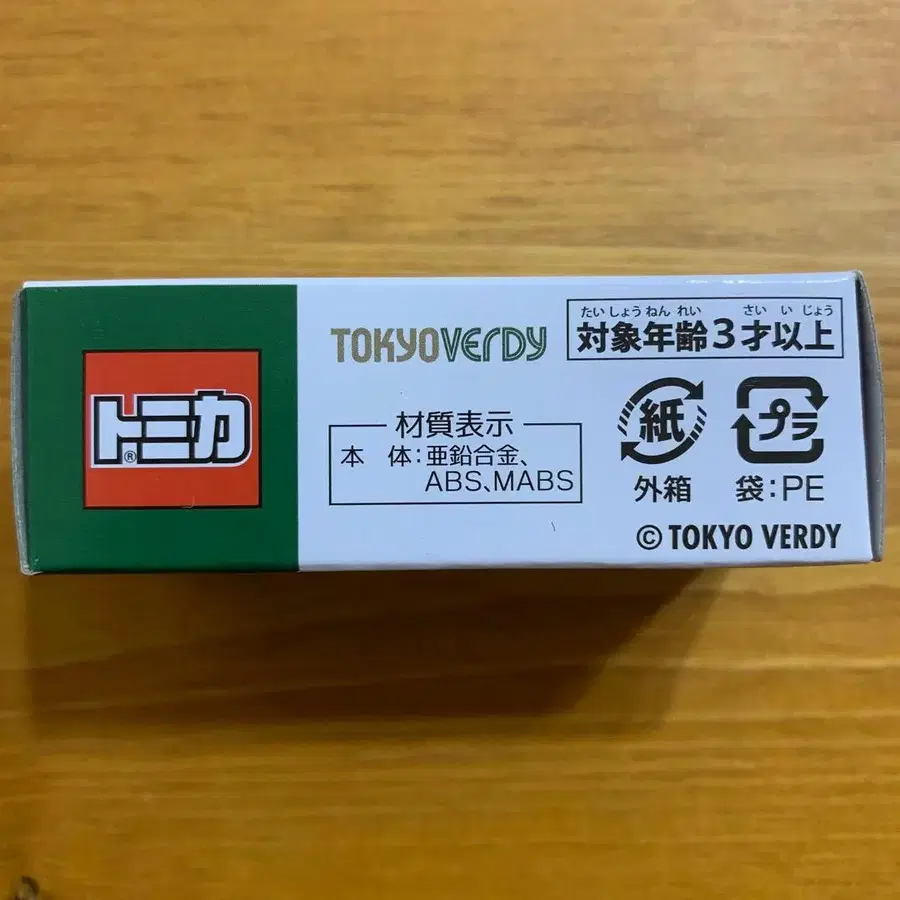 トミカ®
TOKYO VERDY
たいしょうねんれい さい いじょう
対象年齢3才以上
材質表示
本 体:亜鉛合金、
ABS、MABS
紙
外箱
プラ
袋:PE
© TOKYO VERDY